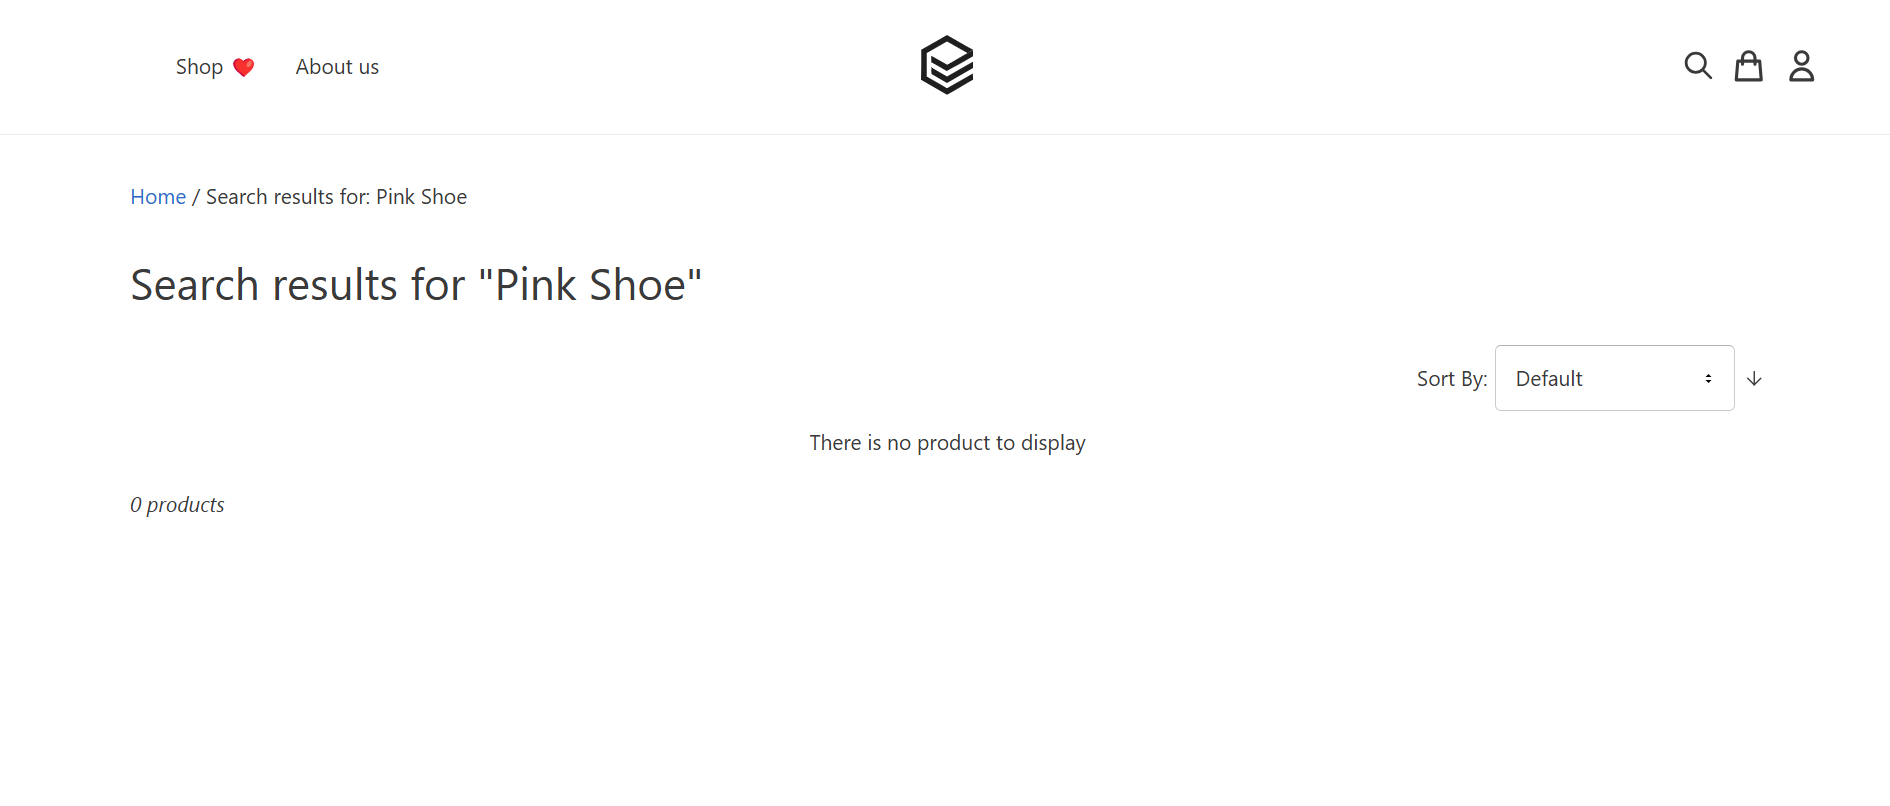 Shop ❤️ About us
Home / Search results for: Pink Shoe
Search results for "Pink Shoe"
Sort By: Default
There is no product to display
0 products